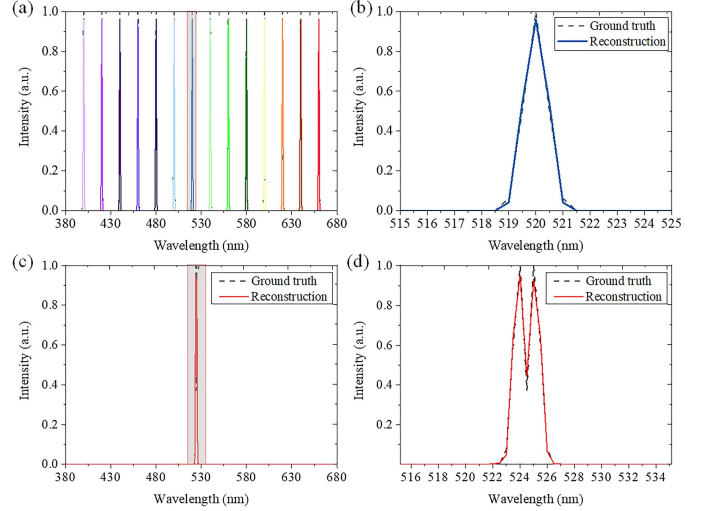 (a)
Intensity (a.u.)
1.0
0.8
0.6
0.4
0.2
0.0
380 430 480 530 580 630 680
Wavelength (nm)
(b)
Intensity (a.u.)
1.0
0.8
0.6
0.4
0.2
0.0
Ground truth
Reconstruction
515 516 517 518 519 520 521 522 523 524 525
Wavelength (nm)
(c)
Intensity (a.u.)
1.0
0.8
0.6
0.4
0.2
0.0
Ground truth
Reconstruction
380 430 480 530 580 630 680
Wavelength (nm)
(d)
Intensity (a.u.)
1.0
0.8
0.6
0.4
0.2
0.0
Ground truth
Reconstruction
516 518 520 522 524 526 528 530 532 534
Wavelength (nm)